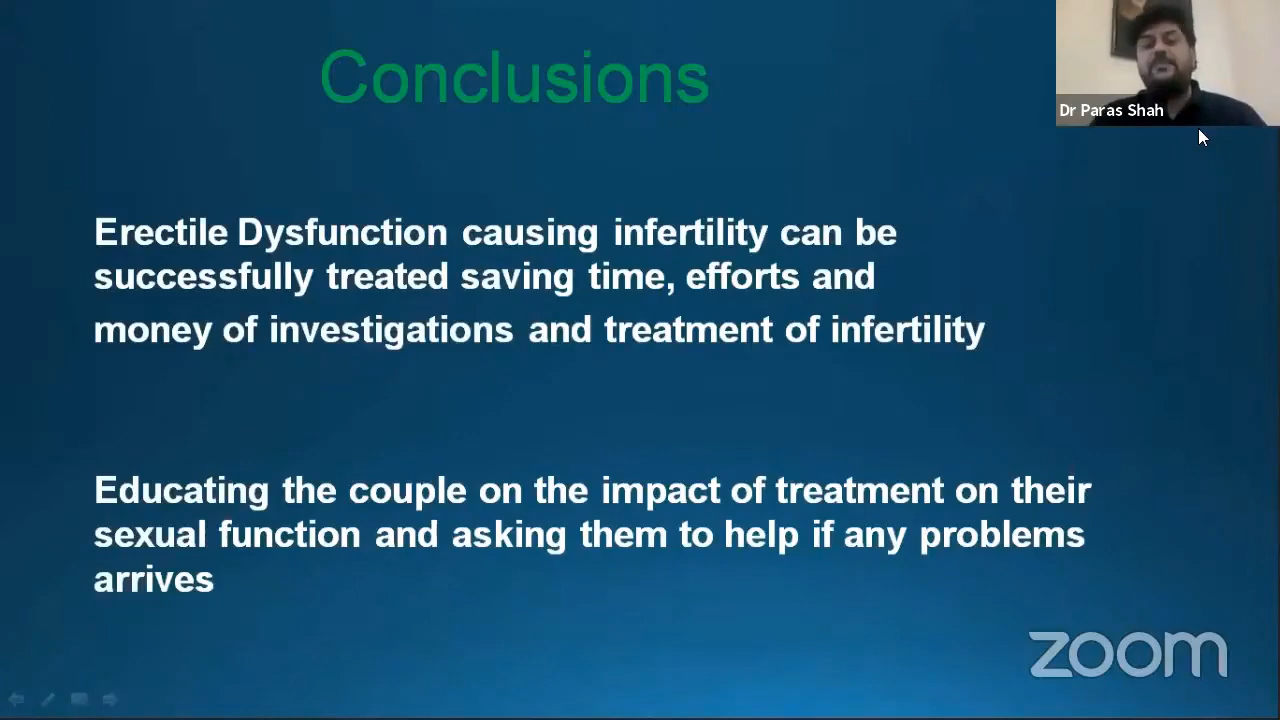 Conclusions
Dr Paras Shah
Erectile Dysfunction causing infertility can be
successfully treated saving time, efforts and
money of investigations and treatment of infertility
Educating the couple on the impact of treatment on their
sexual function and asking them to help if any problems
arrives
zoom